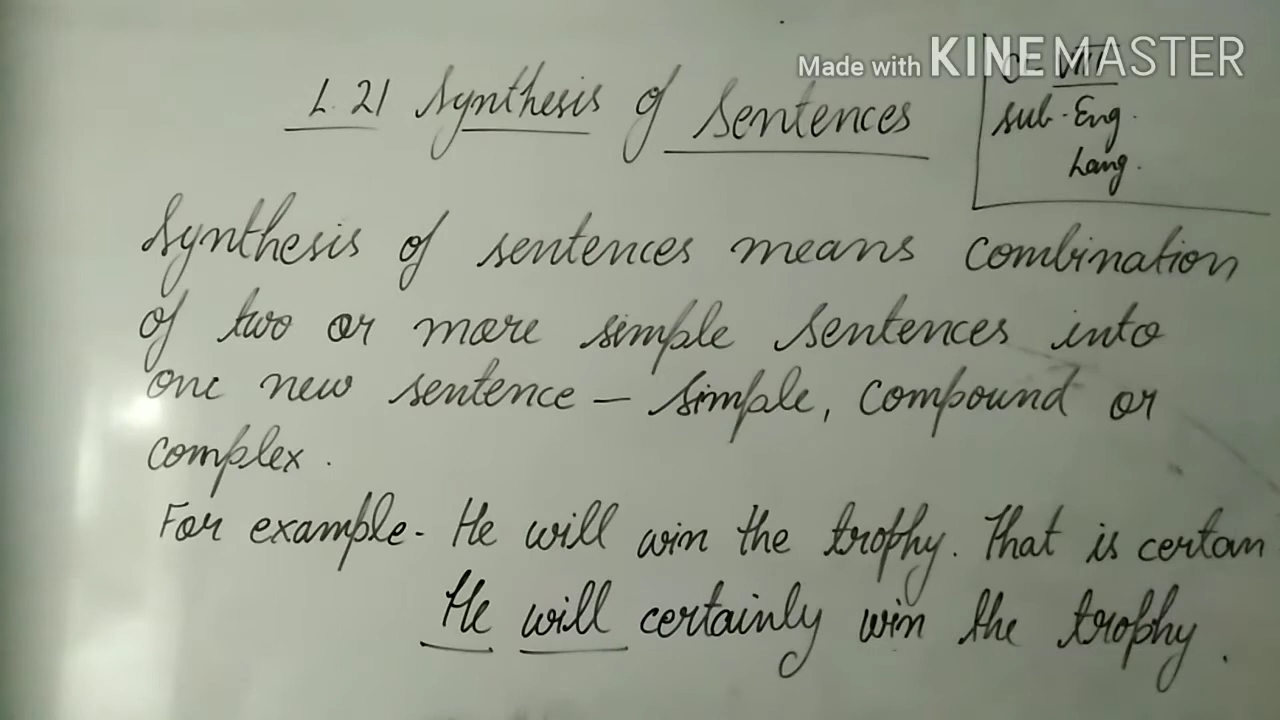 Made with KINEMASTER
C- VIII
L. 21 Synthesis of Sentences
sub - Eng.
Lang.
Synthesis of sentences means combination
of two or more simple sentences into
one new sentence – simple, compound or
complex.
For example - He will win the trophy. That is certain
He will certainly win the trophy.